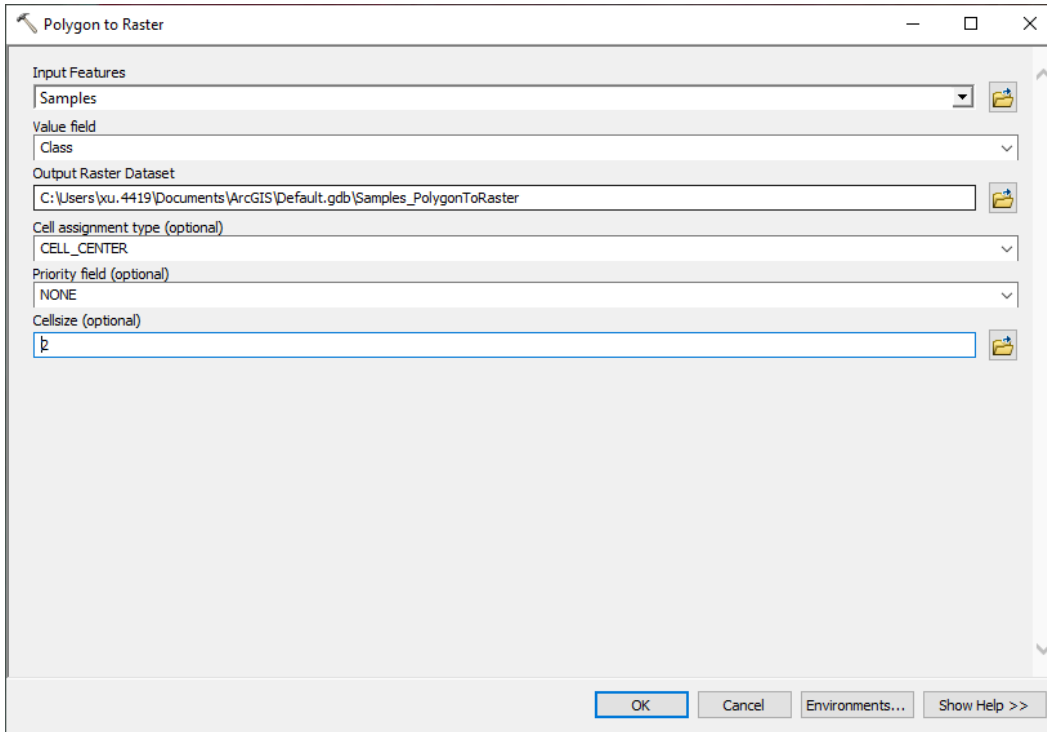 Polygon to Raster
Input Features
Samples
Value field
Class
Output Raster Dataset
C:\Users\xu.4419\Documents\ArcGIS\Default.gdb\Samples_PolygonToRaster
Cell assignment type (optional)
CELL_CENTER
Priority field (optional)
NONE
Cellsize (optional)
2
OK Cancel Environments... Show Help >>